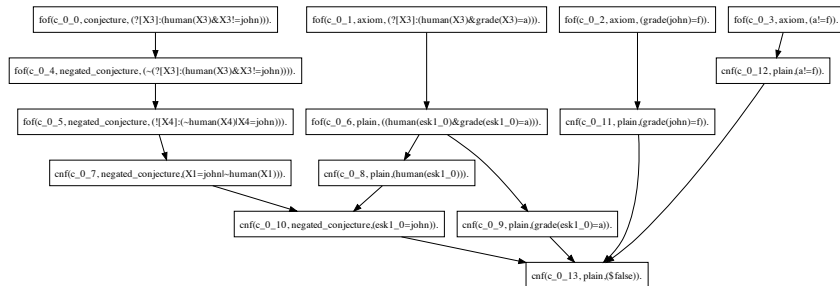 fof(c_0_0, conjecture, (?[X3]:(human(X3)&X3!=john))).
fof(c_0_1, axiom, (?[X3]:(human(X3)&grade(X3)=a))).
fof(c_0_2, axiom, (grade(john)=f)).
fof(c_0_3, axiom, (a!=f)).
fof(c_0_4, negated_conjecture, (~(?[X3]:(human(X3)&X3!=john)))).
cnf(c_0_12, plain,(a!=f)).
fof(c_0_5, negated_conjecture, (![X4]:(~human(X4)|X4=john))).
fof(c_0_6, plain, ((human(esk1_0)&grade(esk1_0)=a))).
cnf(c_0_11, plain,(grade(john)=f)).
cnf(c_0_7, negated_conjecture,(X1=john|~human(X1))).
cnf(c_0_8, plain,(human(esk1_0))).
cnf(c_0_10, negated_conjecture,(esk1_0=john)).
cnf(c_0_9, plain,(grade(esk1_0)=a)).
cnf(c_0_13, plain,($false)).